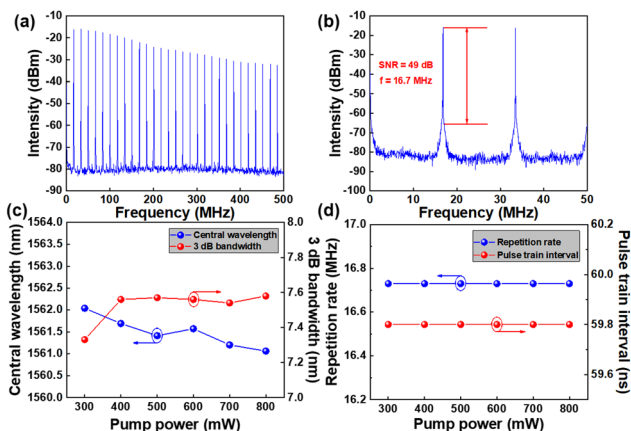 (a)
Intensity (dBm)
0
-10
-20
-30
-40
-50
-60
-70
-80
-90
0 100 200 300 400 500
Frequency (MHz)
(b)
Intensity (dBm)
0
-10
-20
-30
-40
-50
-60
-70
-80
-90
-100
SNR = 49 dB
f = 16.7 MHz
0 10 20 30 40 50
Frequency (MHz)
(c)
Central wavelength (nm)
1564.0
1563.5
1563.0
1562.5
1562.0
1561.5
1561.0
1560.5
1560.0
Central wavelength
3 dB bandwidth
8.0
7.8
7.6
7.4
7.2
7.0
3 dB bandwidth (nm)
300 400 500 600 700 800
Pump power (mW)
(d)
Repetition rate (MHz)
17.0
16.8
16.6
16.4
16.2
Repetition rate
Pulse train interval
60.2
60.0
59.8
59.6
Pulse train interval (ns)
300 400 500 600 700 800
Pump power (mW)